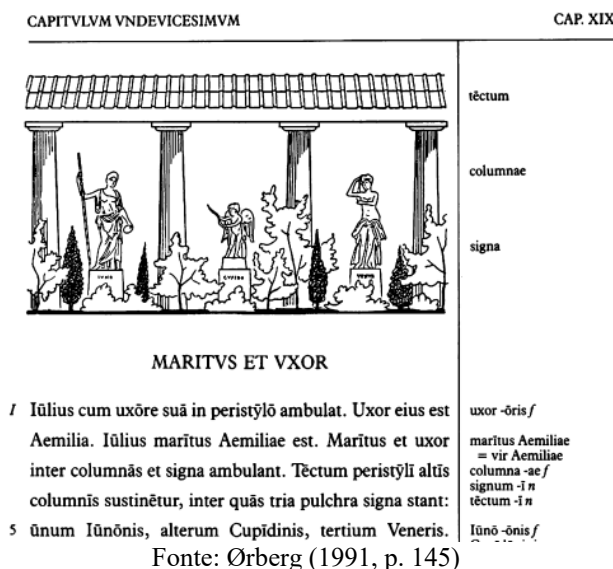 CAPITVLVM VNDEVICESIMVM
CAP. XIX
tēctum
columnae
signa
IVNO
CVPIDO
VENVS
MARITVS ET VXOR
I Iūlius cum uxōre suā in peristȳlō ambulat. Uxor eius est
Aemilia. Iūlius marītus Aemiliae est. Marītus et uxor
inter columnās et signa ambulant. Tēctum peristȳlī altīs
columnīs sustinētur, inter quās tria pulchra signa stant:
5 ūnum Iūnōnis, alterum Cupīdinis, tertium Veneris.
uxor -ōris f
marītus Aemiliae
= vir Aemiliae
columna -ae f
signum -ī n
tēctum -ī n
Iūnō -ōnis f
Fonte: Ørberg (1991, p. 145)